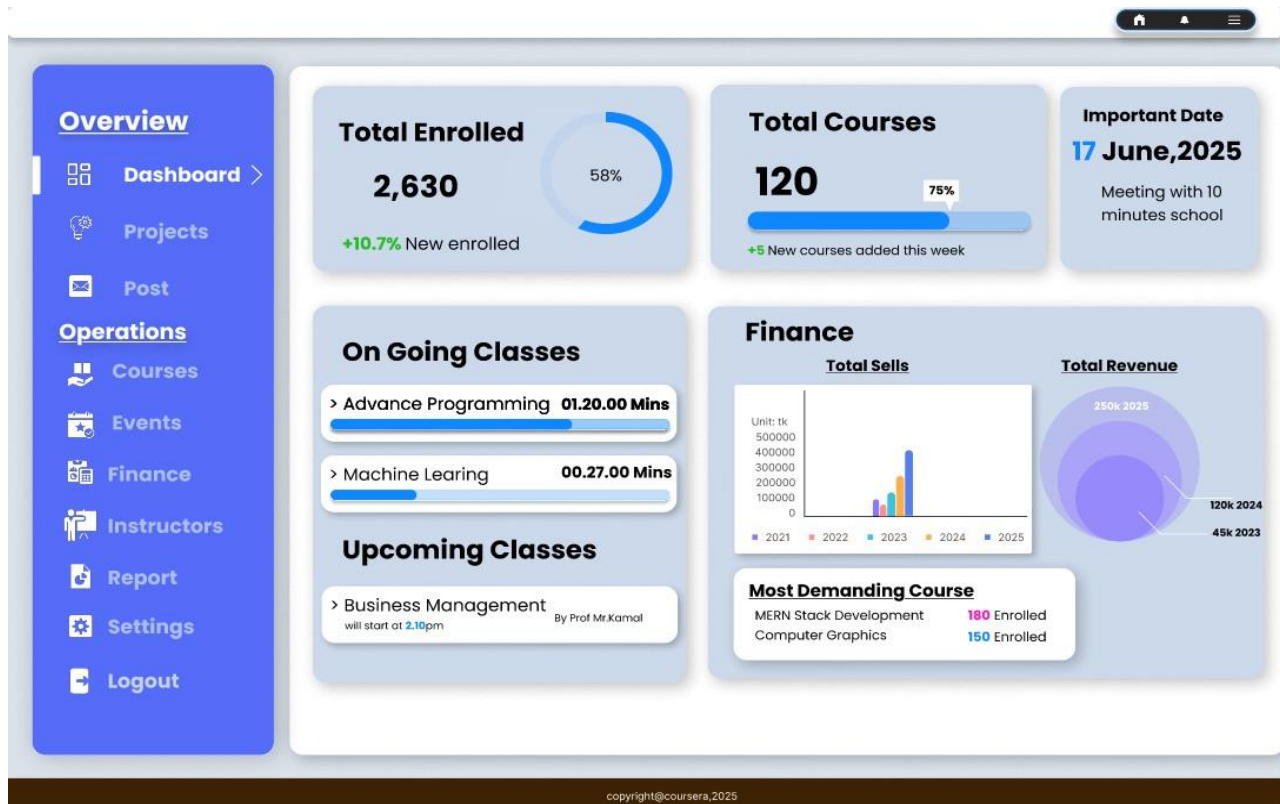 Overview
Dashboard >
Projects
Post
Operations
Courses
Events
Finance
Instructors
Report
Settings
Logout
Total Enrolled
2,630
58%
+10.7% New enrolled
Total Courses
120
75%
+5 New courses added this week
Important Date
17 June,2025
Meeting with 10
minutes school
On Going Classes
> Advance Programming 01.20.00 Mins
> Machine Learing 00.27.00 Mins
Upcoming Classes
> Business Management
will start at 2.10pm
By Prof Mr.Kamal
Finance
Total Sells
Unit: tk
500000
400000
300000
200000
100000
0
2021 2022 2023 2024 2025
Total Revenue
250k 2025
120k 2024
45k 2023
Most Demanding Course
MERN Stack Development 180 Enrolled
Computer Graphics 150 Enrolled
copyright@coursera,2025